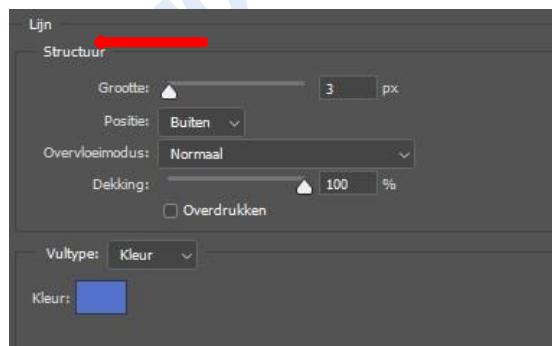 Lijn
Structuur
Grootte: 3 px
Positie: Buiten
Overvloeimodus: Normaal
Dekking: 100 %
Overdrukken
Vultype: Kleur
Kleur: